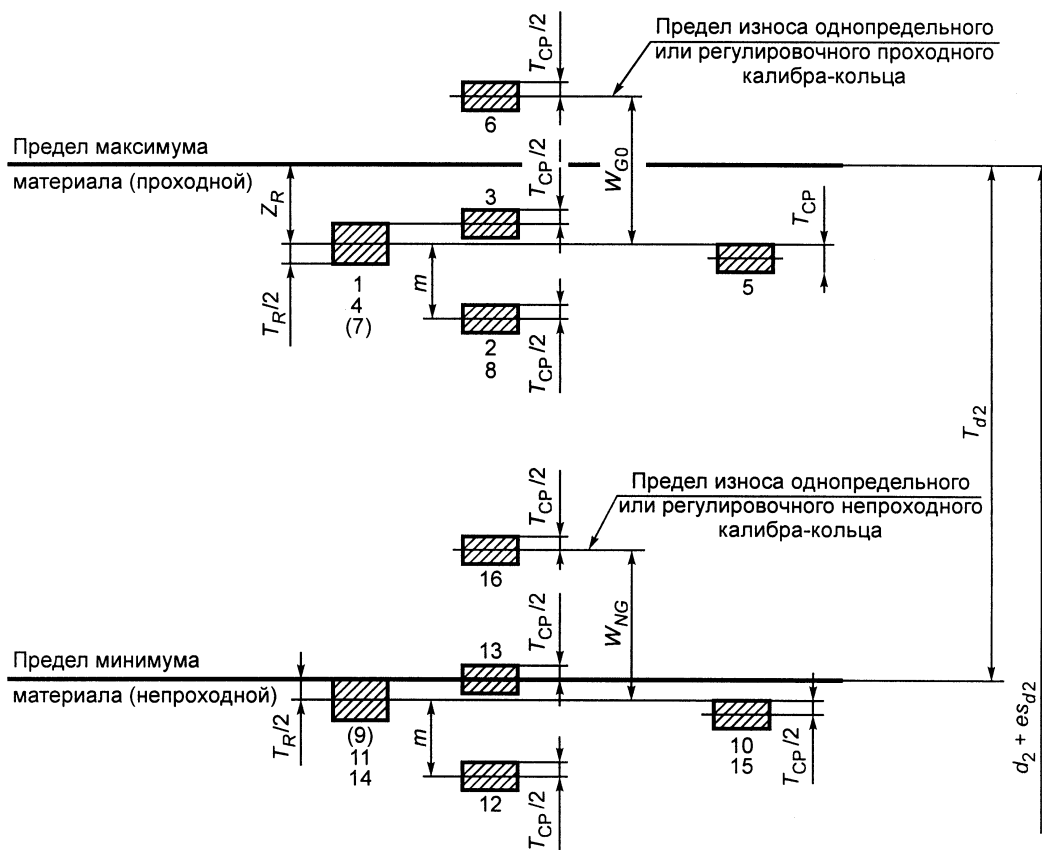 T_CP/2
Предел износа однопредельного
или регулировочного проходного
калибра-кольца
6
Предел максимума
материала (проходной)
T_CP/2
W_G0
Z_R
3
T_CP
1
4
(7)
T_R/2
m
2
8
T_CP/2
5
T_d2
T_CP/2
Предел износа однопредельного
или регулировочного непроходного
калибра-кольца
16
T_CP/2
W_NG
Предел минимума
материала (непроходной)
13
T_R/2
(9)
11
14
m
12
T_CP/2
10
15
T_CP/2
d_2 + es_d2